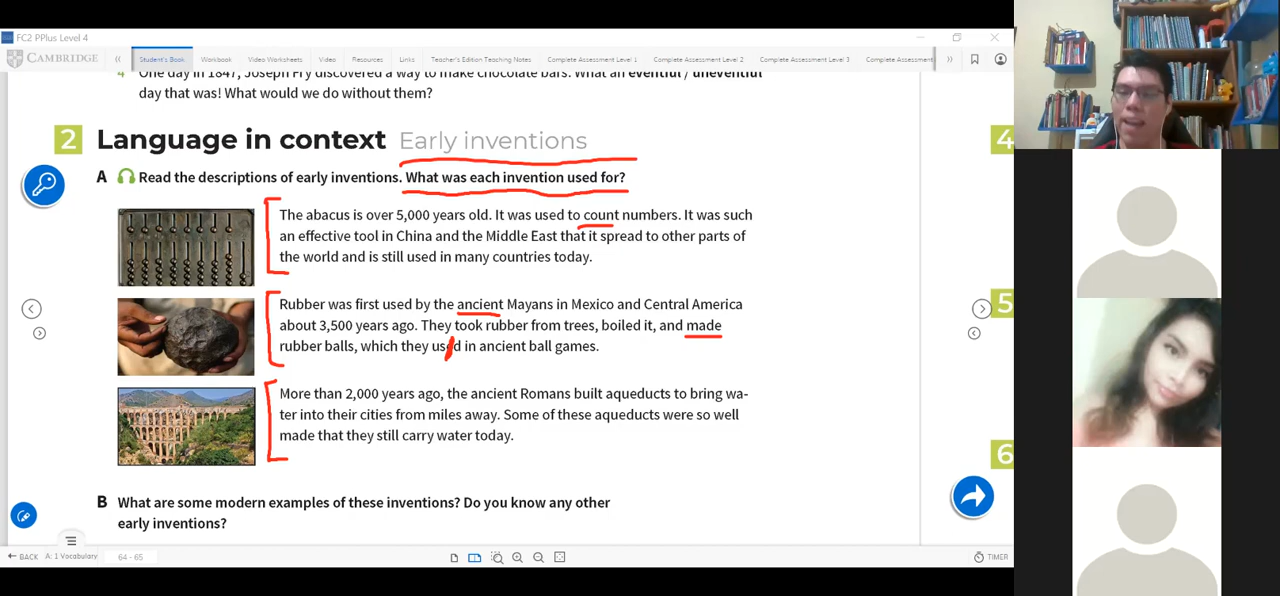 FC2 PPlus Level 4
CAMBRIDGE
Student's Book
Workbook
Video Worksheets
Video
Resources
Links
Teacher's Edition Teaching Notes
Complete Assessment Level 1
Complete Assessment Level 2
Complete Assessment Level 3
Complete Assessment
4 One day in 1847, Joseph Fry discovered a way to make chocolate bars. What an eventful / uneventful
day that was! What would we do without them?
2 Language in context Early inventions
A Read the descriptions of early inventions. What was each invention used for?
The abacus is over 5,000 years old. It was used to count numbers. It was such
an effective tool in China and the Middle East that it spread to other parts of
the world and is still used in many countries today.
Rubber was first used by the ancient Mayans in Mexico and Central America
about 3,500 years ago. They took rubber from trees, boiled it, and made
rubber balls, which they used in ancient ball games.
More than 2,000 years ago, the ancient Romans built aqueducts to bring wa-
ter into their cities from miles away. Some of these aqueducts were so well
made that they still carry water today.
B What are some modern examples of these inventions? Do you know any other
early inventions?
4
5
6
BACK
A: 1 Vocabulary
64 - 65
TIMER